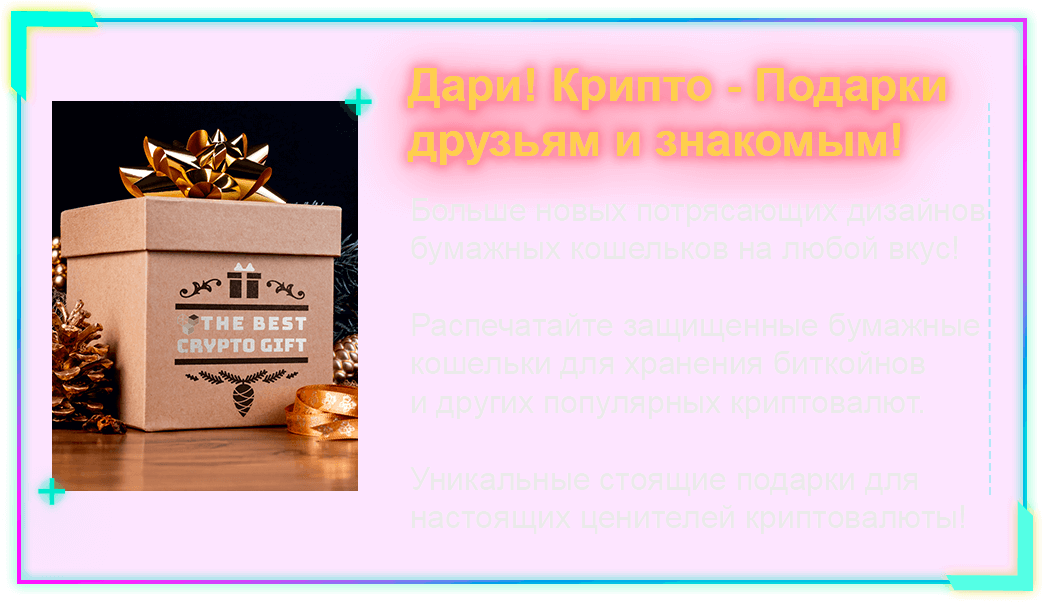 Дари! Крипто - Подарки
друзьям и знакомым!
Больше новых потрясающих дизайнов
бумажных кошельков на любой вкус!
Распечатайте защищенные бумажные
кошельки для хранения биткойнов
и других популярных криптовалют.
Уникальные стоящие подарки для
настоящих ценителей криптовалюты!
THE BEST
CRYPTO GIFT